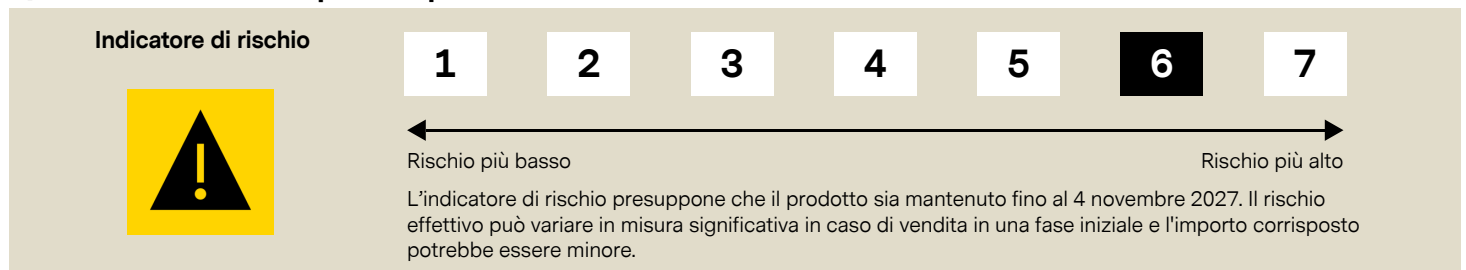 Indicatore di rischio
1 2 3 4 5 6 7
Rischio più basso
Rischio più alto
L'indicatore di rischio presuppone che il prodotto sia mantenuto fino al 4 novembre 2027. Il rischio
effettivo può variare in misura significativa in caso di vendita in una fase iniziale e l'importo corrisposto
potrebbe essere minore.